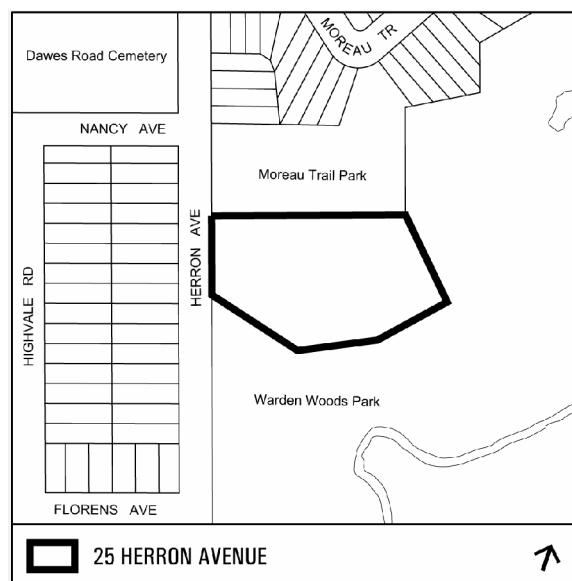 MOREAU TR
Dawes Road Cemetery
NANCY AVE
Moreau Trail Park
HERRON AVE
HIGHVALE RD
Warden Woods Park
FLORENS AVE
25 HERRON AVENUE